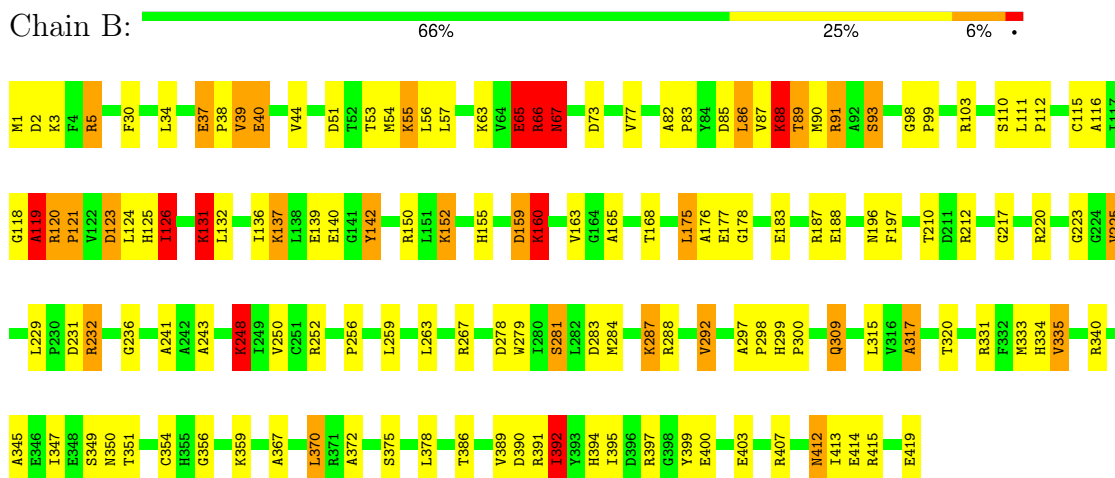 Chain B:
66% 25% 6% •
M1 D2 K3 F4 R5 F30 L34 E37 P38 V39 E40 V44 D51 T52 T53 M54 K55 L56 L57 K63 V64 E65 R66 N67 D73 V77 A82 P83 Y84 D85 L86 V87 K88 T89 M90 R91 A92 S93 G98 P99 R103 S110 L111 P112 C115 A116
G118 A119 R120 P121 V122 D123 L124 H125 I126 K131 L132 I136 K137 L138 E139 E140 G141 Y142 R150 L151 K152 H155 D159 K160 V163 G164 A165 T168 L175 A176 E177 G178 E183 R187 E188 N196 F197 T210 D211 R212 G217 R220 G223 G224
L229 P230 D231 R232 G236 A241 A242 A243 K248 I249 V250 C251 R252 P256 L259 L263 R267 D278 W279 I280 S281 L282 D283 M284 K287 R288 V292 A297 P298 H299 P300 Q309 L315 V316 A317 T320 R331 F332 M333 H334 V335 R340
A345 E346 I347 E348 S349 N350 T351 C354 H355 G356 K359 A367 L370 R371 A372 S375 L378 T386 V389 D390 R391 I392 Y393 H394 I395 D396 R397 G398 Y399 E400 E403 R407 N412 I413 E414 R415 E419